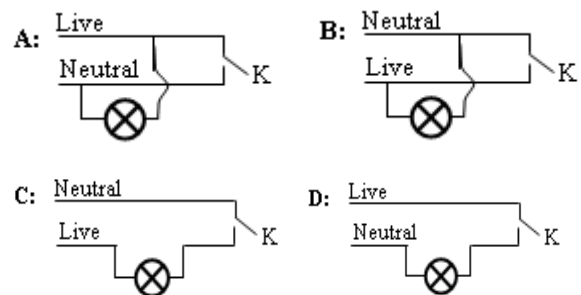 A: Live
Neutral
K
B: Neutral
Live
K
C: Neutral
Live
K
D: Live
Neutral
K